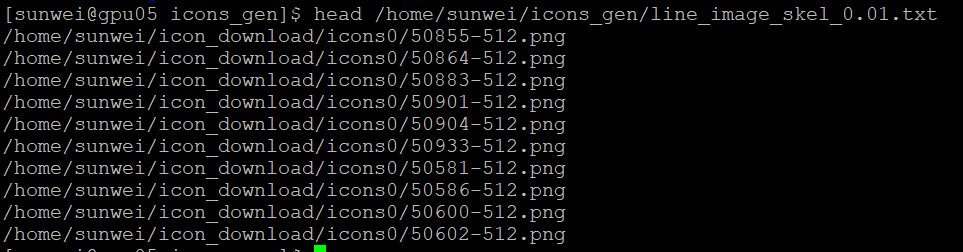 [sunwei@gpu05 icons_gen]$ head /home/sunwei/icons_gen/line_image_skel_0.01.txt
/home/sunwei/icon_download/icons0/50855-512.png
/home/sunwei/icon_download/icons0/50864-512.png
/home/sunwei/icon_download/icons0/50883-512.png
/home/sunwei/icon_download/icons0/50901-512.png
/home/sunwei/icon_download/icons0/50904-512.png
/home/sunwei/icon_download/icons0/50933-512.png
/home/sunwei/icon_download/icons0/50581-512.png
/home/sunwei/icon_download/icons0/50586-512.png
/home/sunwei/icon_download/icons0/50600-512.png
/home/sunwei/icon_download/icons0/50602-512.png
[sunwei@gpu05 icons_gen]$